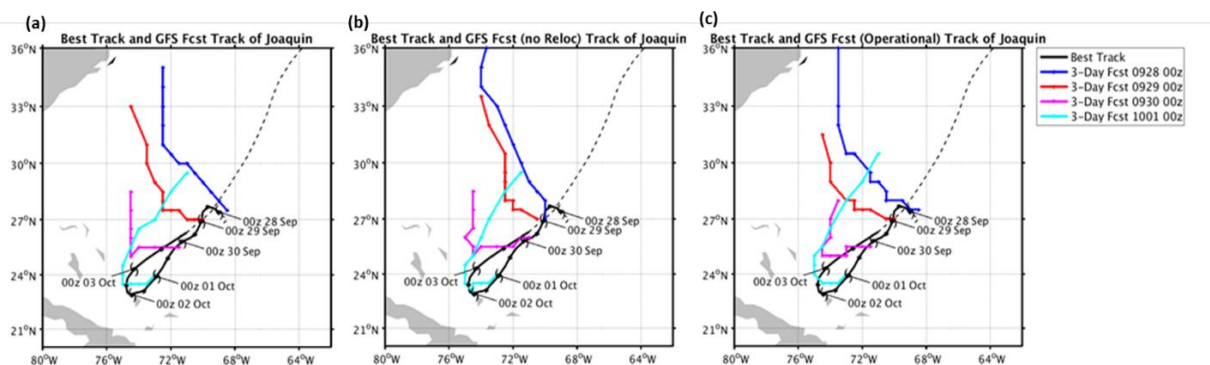 (a)
Best Track and GFS Fcst Track of Joaquin
36°N
33°N
30°N
27°N
24°N
21°N
80°W 76°W 72°W 68°W 64°W
00z 28 Sep
00z 29 Sep
00z 30 Sep
00z 03 Oct
00z 01 Oct
00z 02 Oct
(b)
Best Track and GFS Fcst (no Reloc) Track of Joaquin
36°N
33°N
30°N
27°N
24°N
21°N
80°W 76°W 72°W 68°W 64°W
00z 28 Sep
00z 29 Sep
00z 30 Sep
00z 03 Oct
00z 01 Oct
00z 02 Oct
(c)
Best Track and GFS Fcst (Operational) Track of Joaquin
36°N
33°N
30°N
27°N
24°N
21°N
80°W 76°W 72°W 68°W 64°W
00z 28 Sep
00z 29 Sep
00z 30 Sep
00z 03 Oct
00z 01 Oct
00z 02 Oct
Best Track
3-Day Fcst 0928 00z
3-Day Fcst 0929 00z
3-Day Fcst 0930 00z
3-Day Fcst 1001 00z